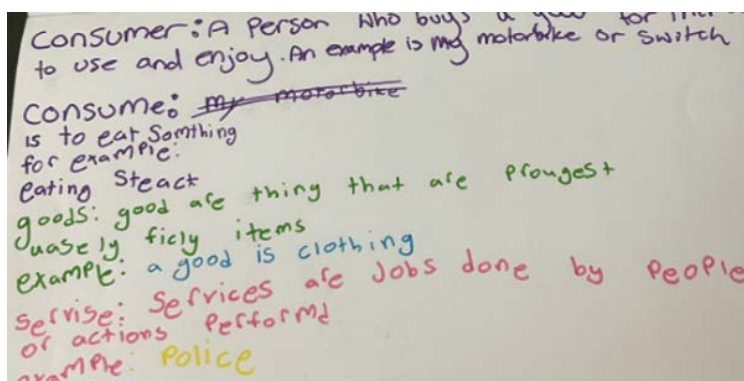 Consumer: A Person who buys a good for
to use and enjoy. An example is my motorbike or switch
Consume: my motorbike
is to eat Somthing
for example:
eating Steack
goods: good are thing that are prougest
uasely ficly items
example: a good is clothing
Servise: Services are Jobs done by People
or actions Performd
example: Police